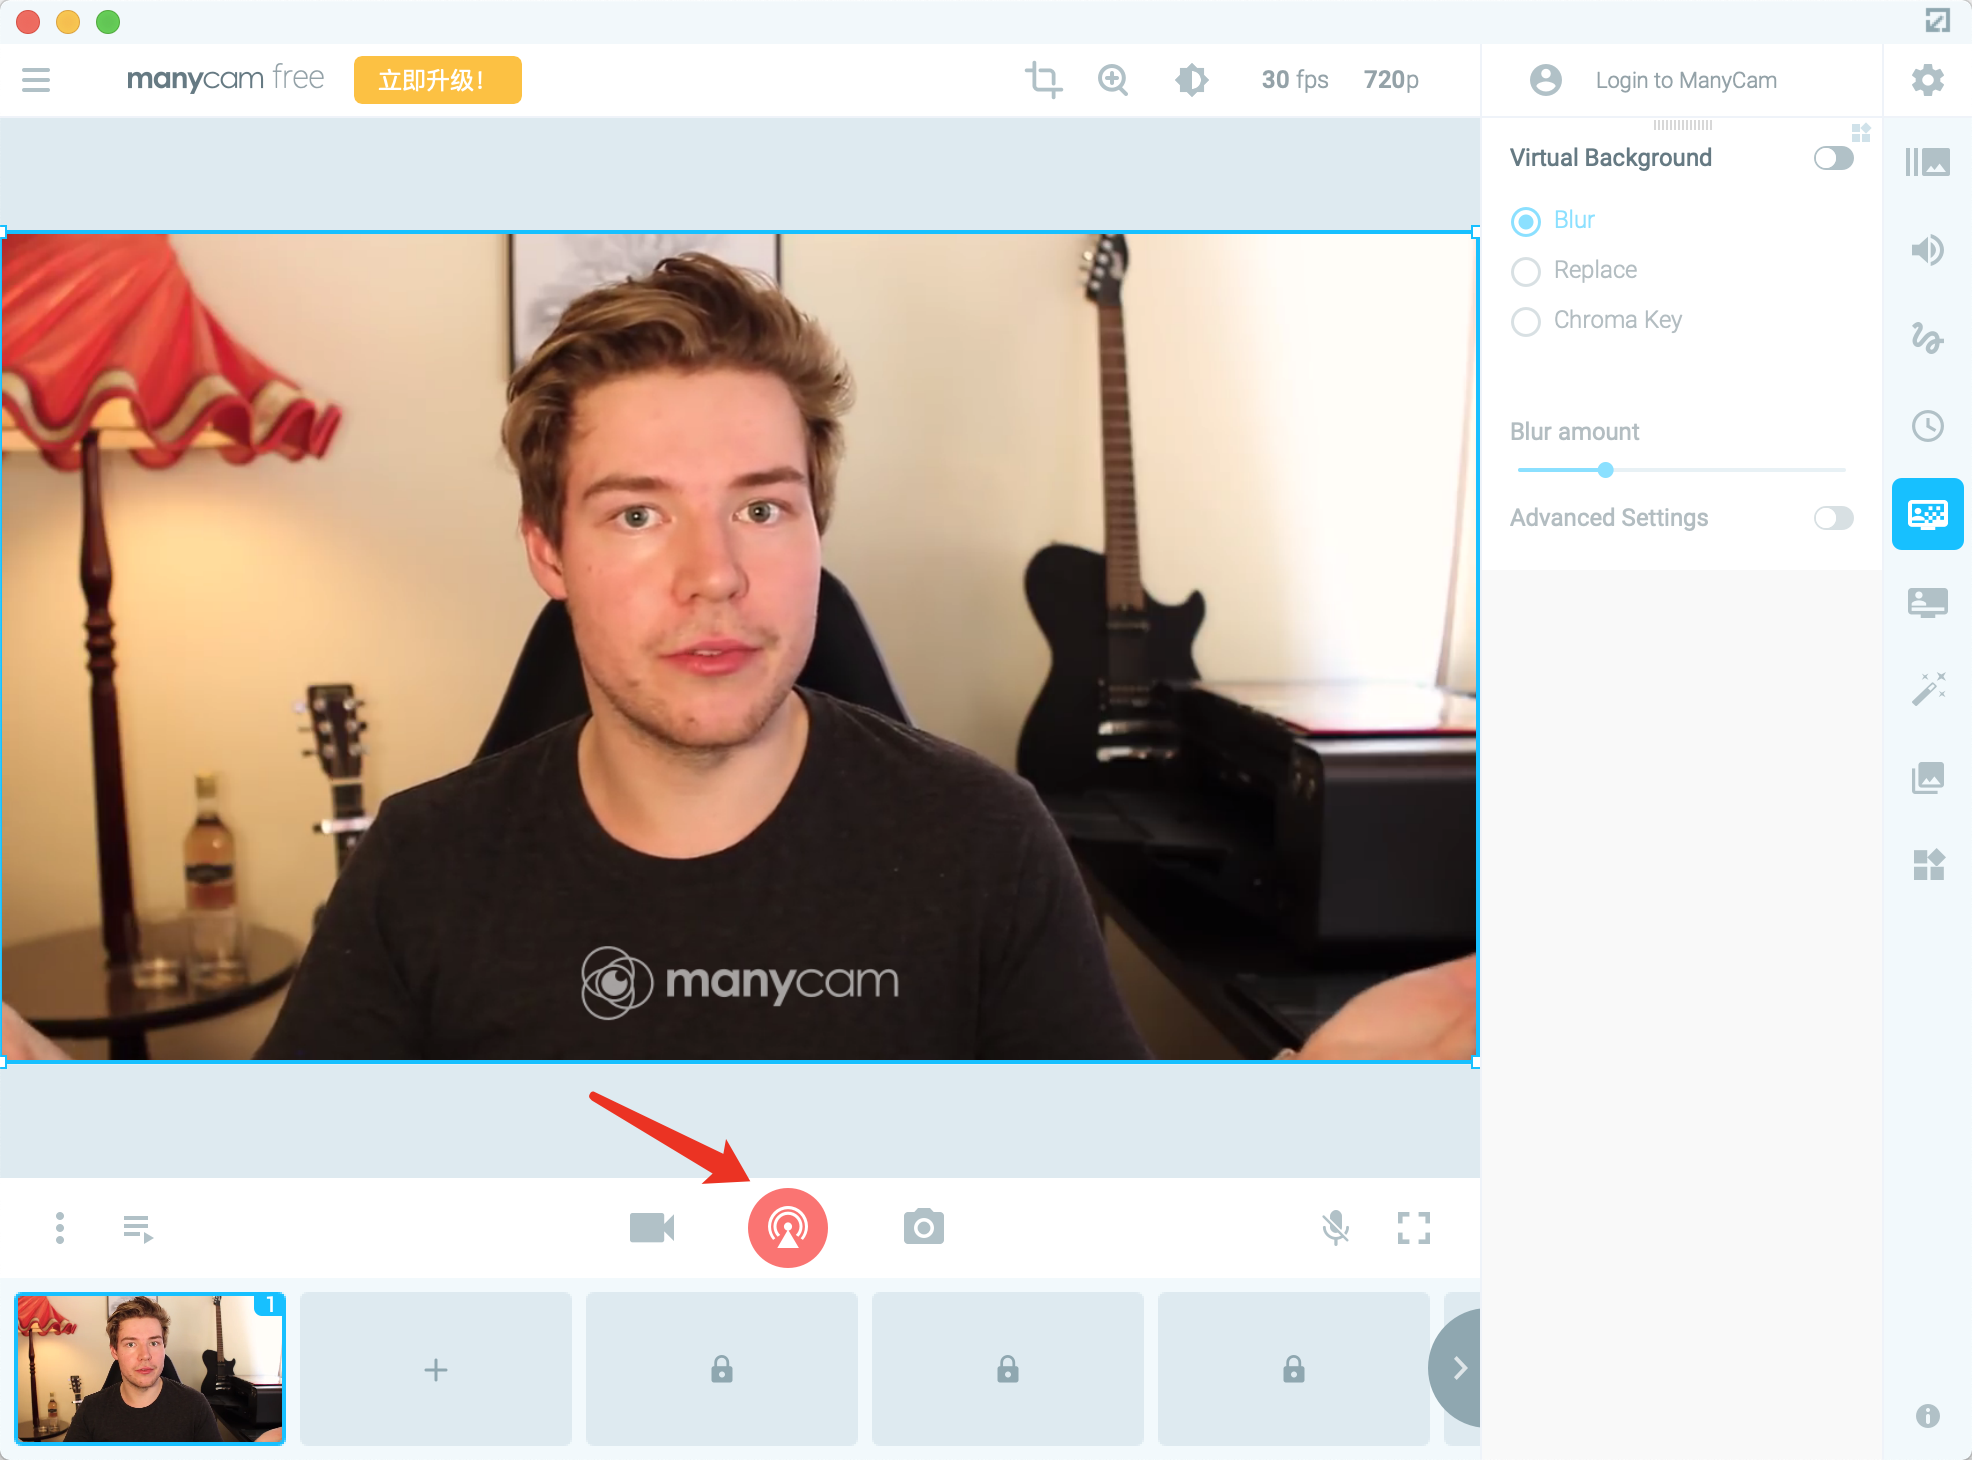 manycam free
立即升级！
30 fps
720p
Login to ManyCam
Virtual Background
Blur
Replace
Chroma Key
Blur amount
Advanced Settings
manycam
1